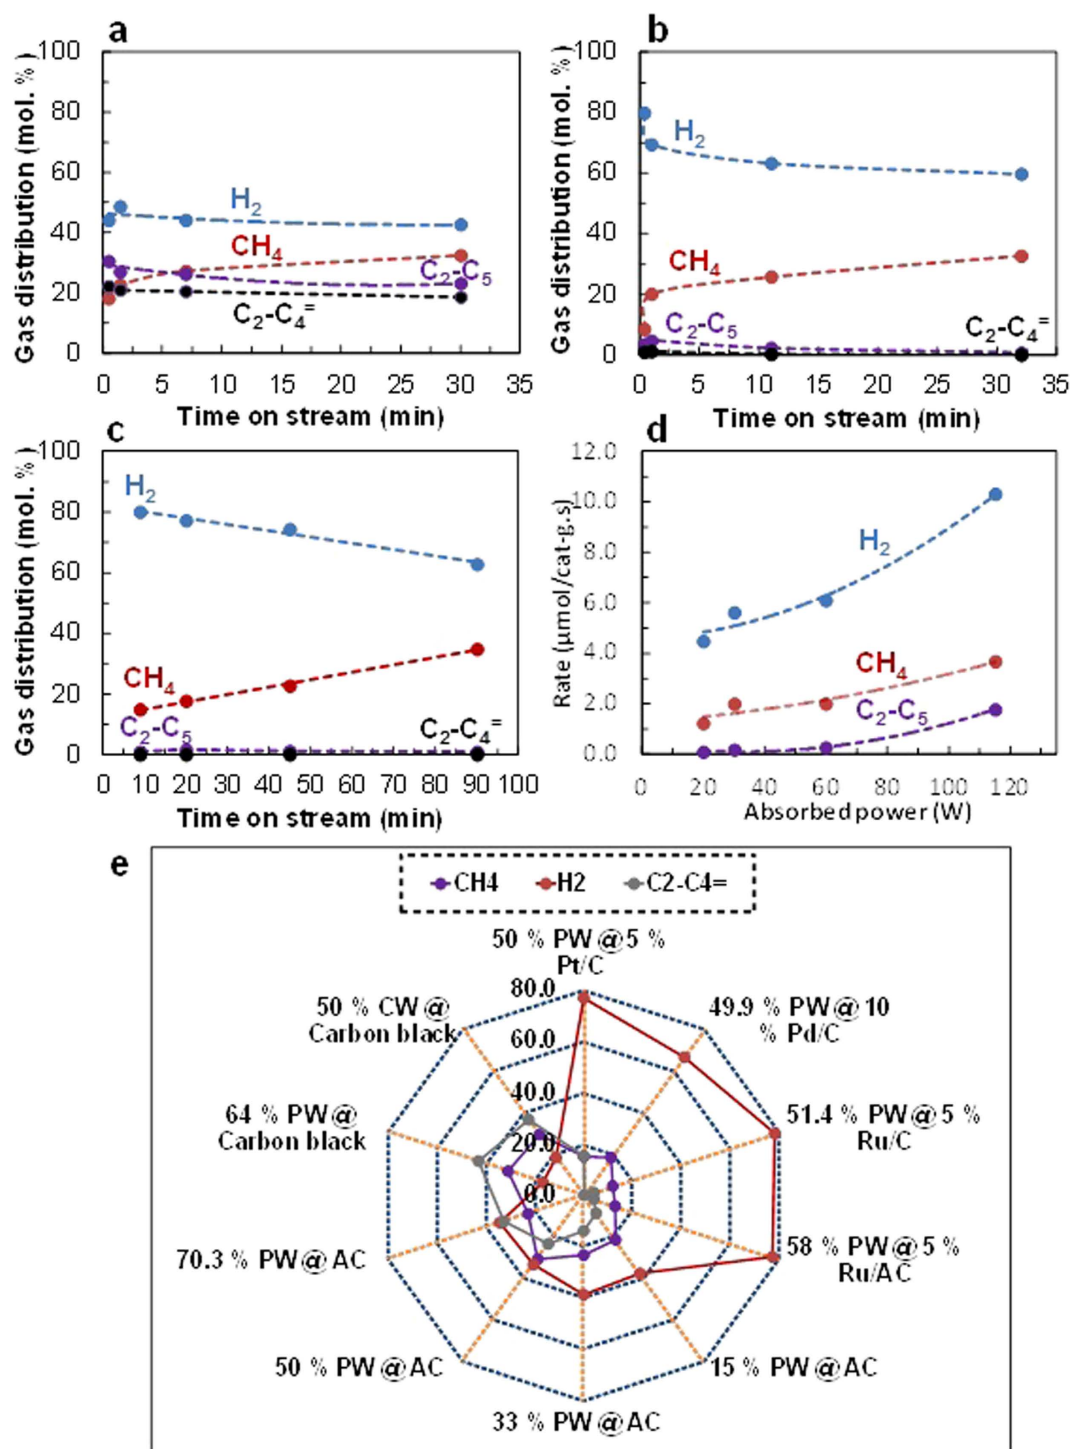 a
100
80
60
40
20
0
Gas distribution (mol. %)
H₂
CH₄
C₂-C₅
C₂-C₄⁼
0 5 10 15 20 25 30 35
Time on stream (min)
b
100
80
60
40
20
0
Gas distribution (mol. %)
H₂
CH₄
C₂-C₅
C₂-C₄⁼
0 5 10 15 20 25 30 35
Time on stream (min)
c
100
80
60
40
20
0
Gas distribution (mol. %)
H₂
CH₄
C₂-C₅
C₂-C₄⁼
0 10 20 30 40 50 60 70 80 90 100
Time on stream (min)
d
12.0
10.0
8.0
6.0
4.0
2.0
0.0
Rate (µmol/cat-g.s)
H₂
CH₄
C₂-C₅
0 20 40 60 80 100 120
Absorbed power (W)
e
CH4 H2 C2-C4=
50 % PW@5 %
Pt/C
49.9 % PW@10
% Pd/C
51.4 % PW@5 %
Ru/C
58 % PW@5 %
Ru/AC
15 % PW@AC
33 % PW@AC
50 % PW@AC
70.3 % PW@AC
64 % PW@
Carbon black
50 % CW@
Carbon black
80.0
60.0
40.0
20.0
0.0